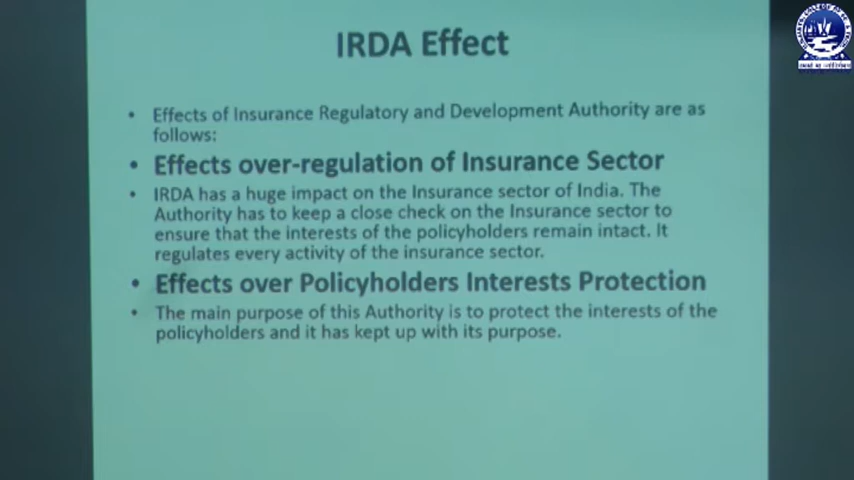 IRDA Effect
• Effects of Insurance Regulatory and Development Authority are as
follows:
• Effects over-regulation of Insurance Sector
• IRDA has a huge impact on the Insurance sector of India. The
Authority has to keep a close check on the Insurance sector to
ensure that the interests of the policyholders remain intact. It
regulates every activity of the insurance sector.
• Effects over Policyholders Interests Protection
• The main purpose of this Authority is to protect the interests of the
policyholders and it has kept up with its purpose.